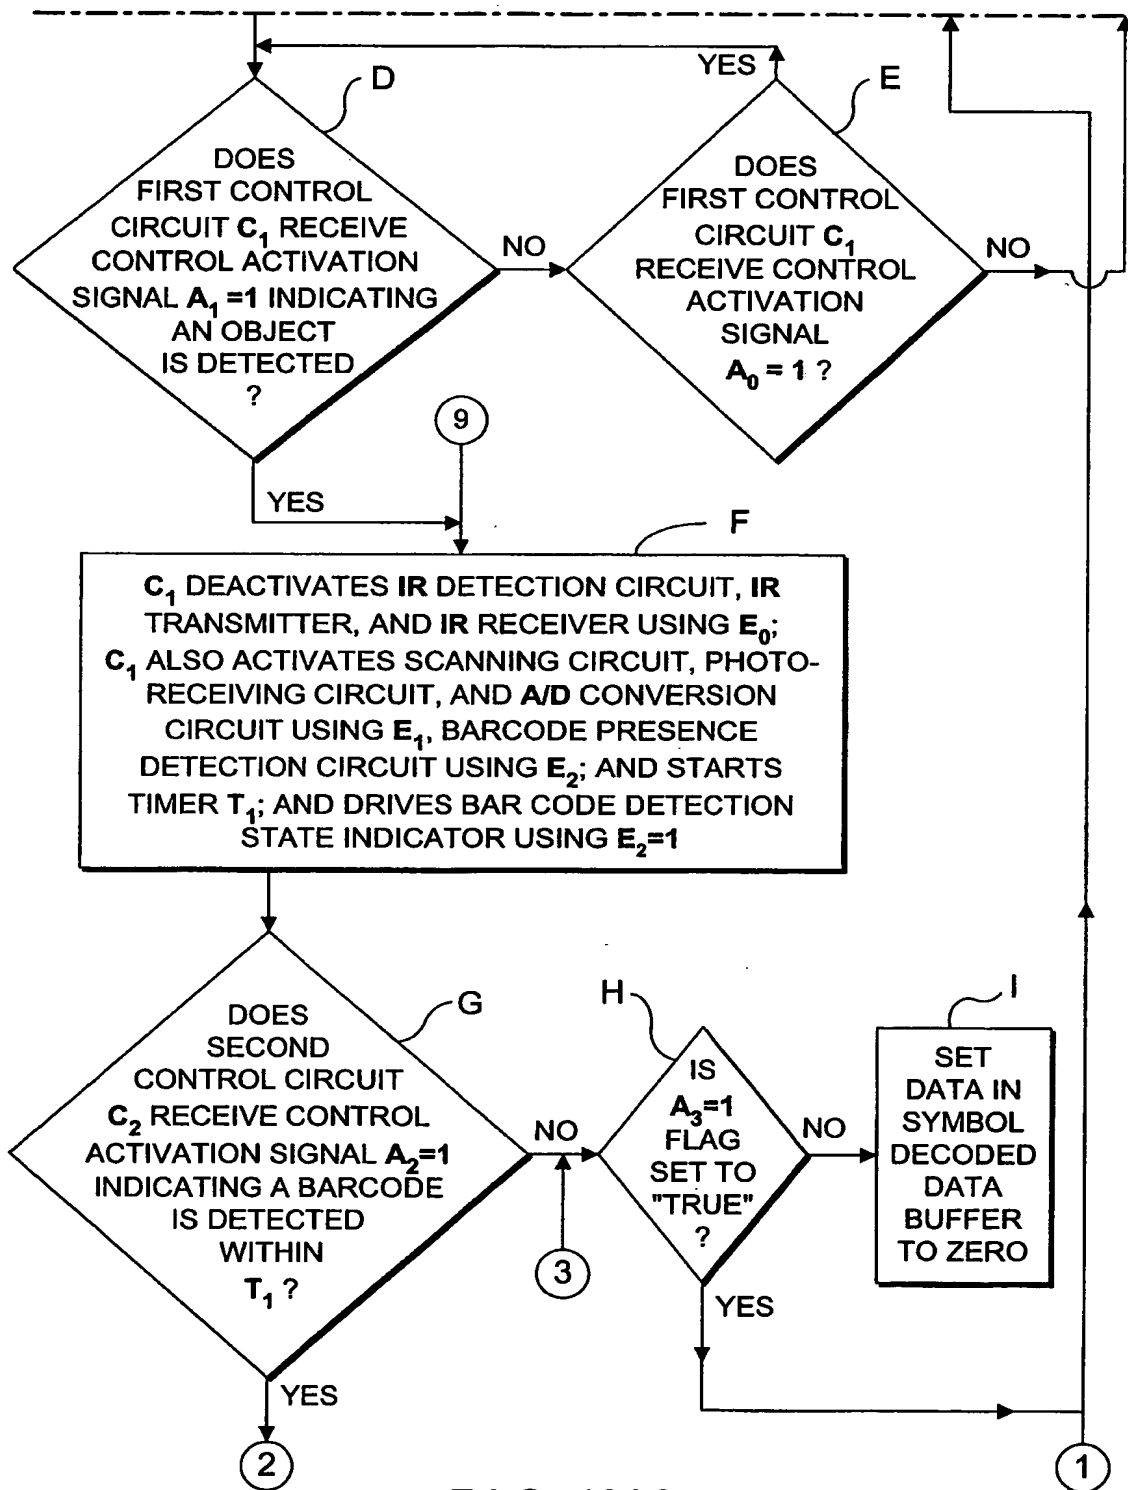 YES
D
E
DOES
FIRST CONTROL
CIRCUIT C₁ RECEIVE
CONTROL ACTIVATION
SIGNAL A₁ =1 INDICATING
AN OBJECT
IS DETECTED
?
NO
DOES
FIRST CONTROL
CIRCUIT C₁
RECEIVE CONTROL
ACTIVATION
SIGNAL
A₀ = 1 ?
NO
9
YES
F
C₁ DEACTIVATES IR DETECTION CIRCUIT, IR
TRANSMITTER, AND IR RECEIVER USING E₀;
C₁ ALSO ACTIVATES SCANNING CIRCUIT, PHOTO-
RECEIVING CIRCUIT, AND A/D CONVERSION
CIRCUIT USING E₁, BARCODE PRESENCE
DETECTION CIRCUIT USING E₂; AND STARTS
TIMER T₁; AND DRIVES BAR CODE DETECTION
STATE INDICATOR USING E₂=1
G
DOES
SECOND
CONTROL CIRCUIT
C₂ RECEIVE CONTROL
ACTIVATION SIGNAL A₂=1
INDICATING A BARCODE
IS DETECTED
WITHIN
T₁ ?
NO
3
H
IS
A₃=1
FLAG
SET TO
"TRUE"
?
NO
I
SET
DATA IN
SYMBOL
DECODED
DATA
BUFFER
TO ZERO
YES
YES
2
1